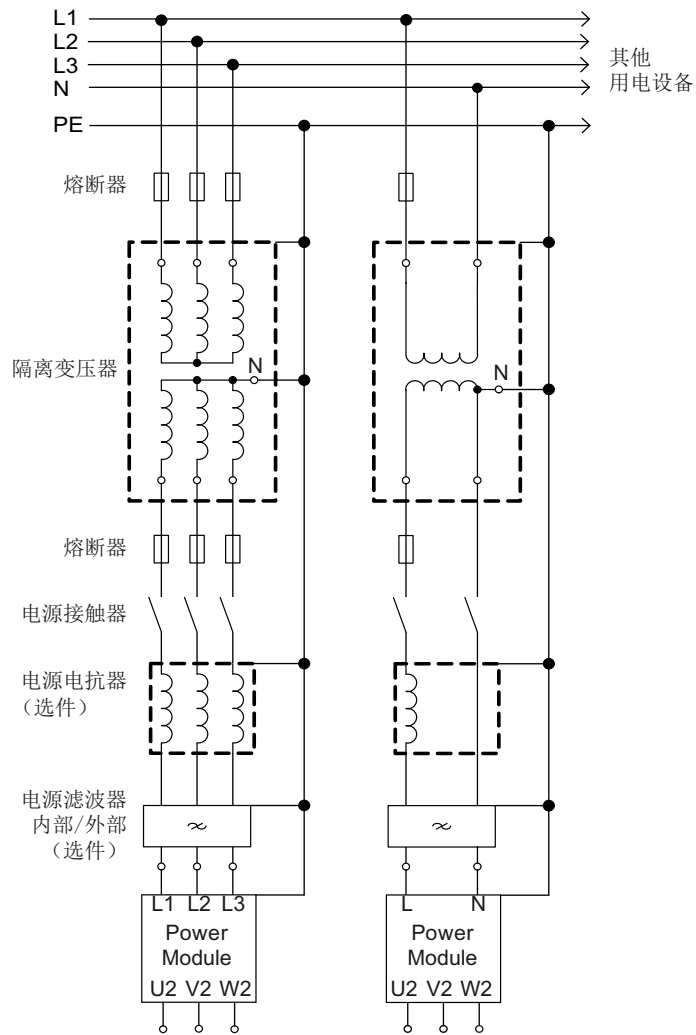 L1
L2
L3
N
PE
其他
用电设备
熔断器
隔离变压器
N
N
熔断器
电源接触器
电源电抗器
（选件）
电源滤波器
内部/外部
（选件）
L1 L2 L3
Power
Module
U2 V2 W2
L N
Power
Module
U2 V2 W2